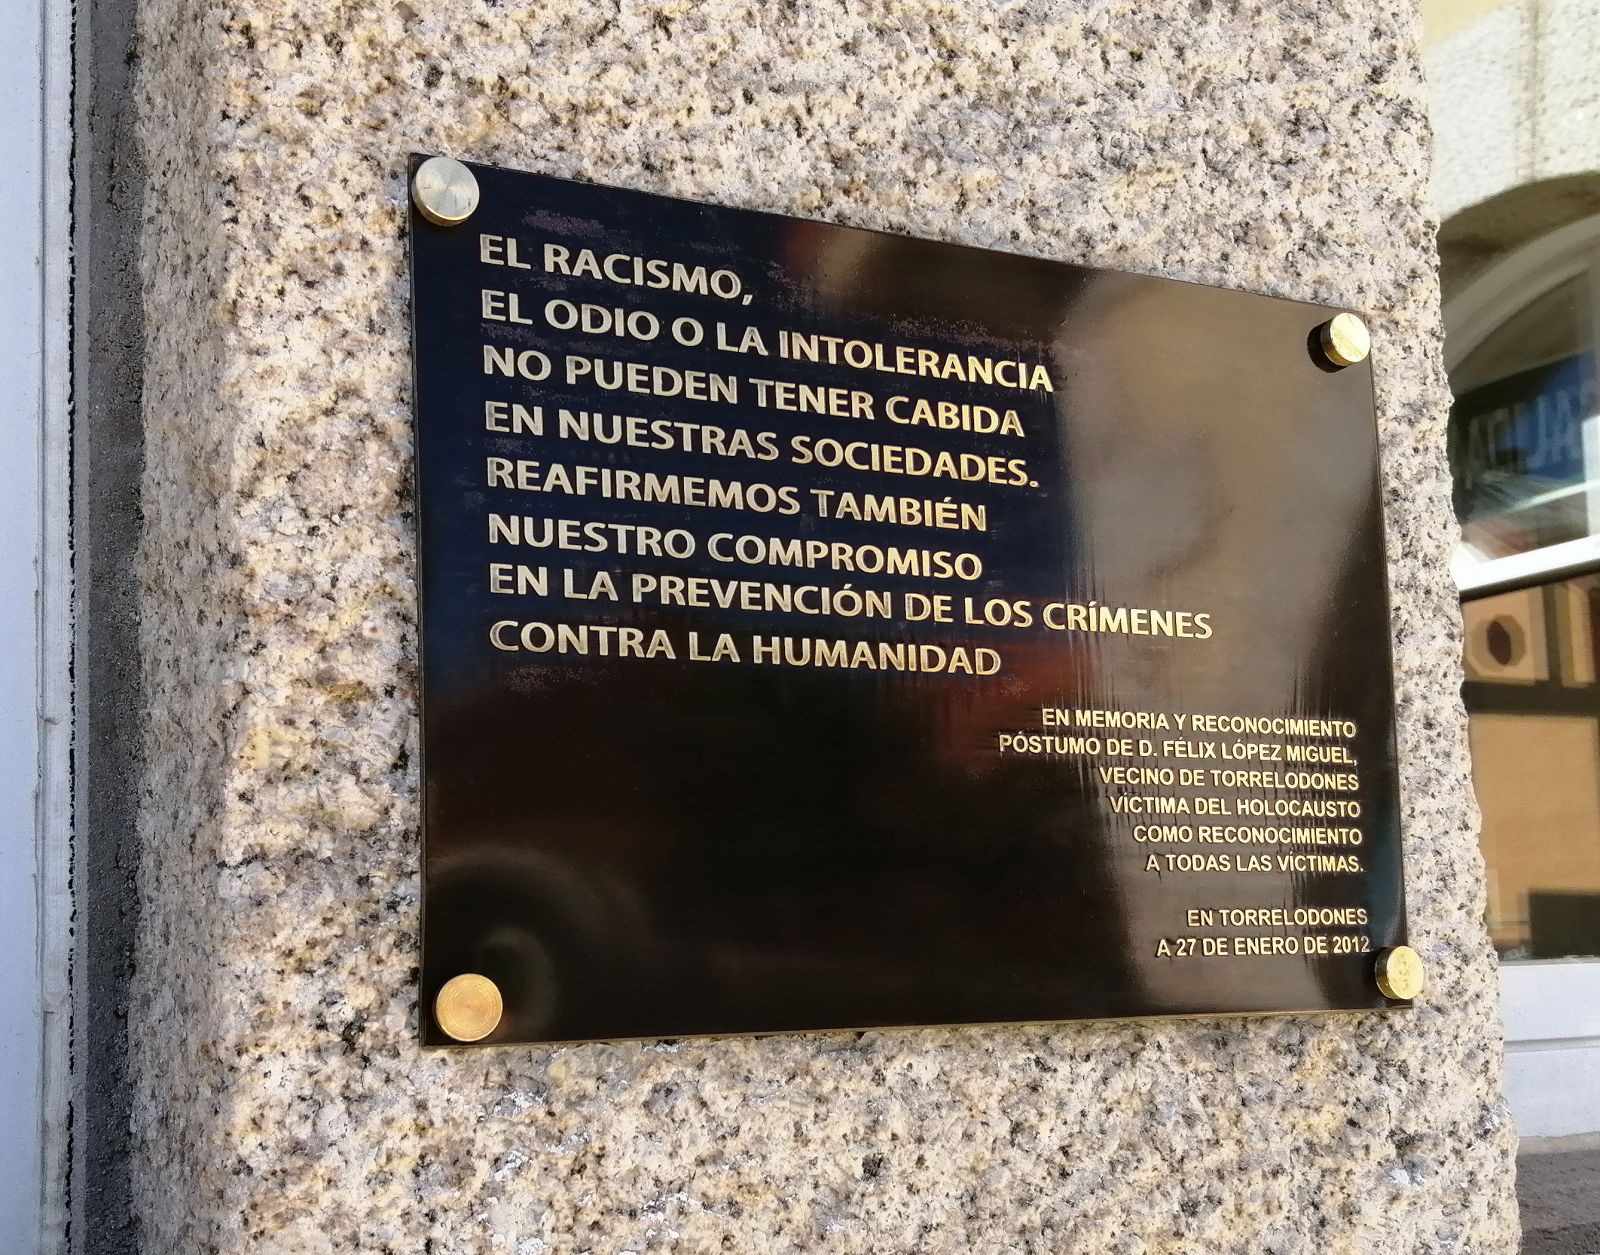 EL RACISMO,
EL ODIO O LA INTOLERANCIA
NO PUEDEN TENER CABIDA
EN NUESTRAS SOCIEDADES.
REAFIRMEMOS TAMBIÉN
NUESTRO COMPROMISO
EN LA PREVENCIÓN DE LOS CRÍMENES
CONTRA LA HUMANIDAD
EN MEMORIA Y RECONOCIMIENTO
PÓSTUMO DE D. FÉLIX LÓPEZ MIGUEL,
VECINO DE TORRELODONES
VÍCTIMA DEL HOLOCAUSTO
COMO RECONOCIMIENTO
A TODAS LAS VÍCTIMAS.
EN TORRELODONES
A 27 DE ENERO DE 2012